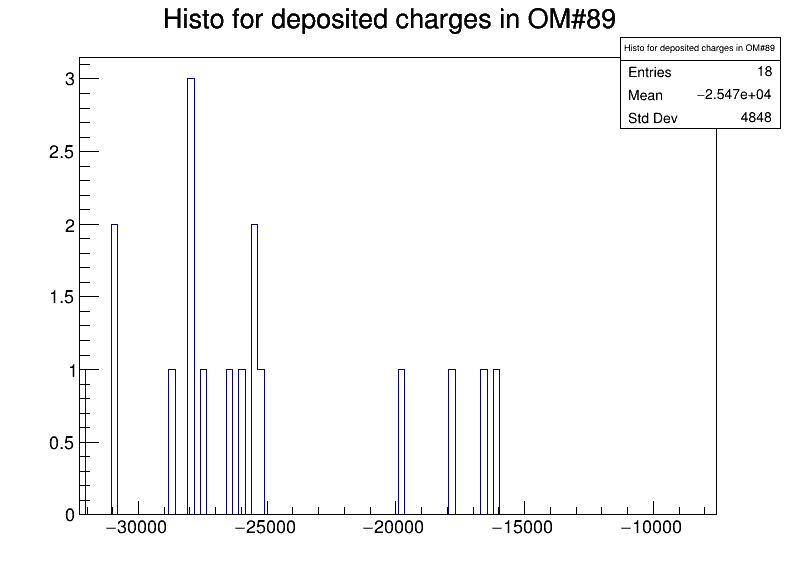 Histo for deposited charges in OM#89
Histo for deposited charges in OM#89
Entries 18
Mean −2.547e+04
Std Dev 4848
3
2.5
2
1.5
1
0.5
0
−30000 −25000 −20000 −15000 −10000